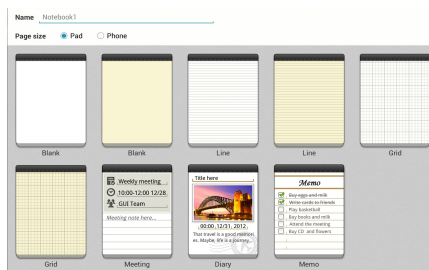 Name Notebook1
Page size Pad Phone
Blank Blank Line Line Grid
Weekly meeting
10:00-12:00 12/28
GUI Team
Meeting note here...
Title here
00:00, 12/31, 2012
That travel is a good memori
es. Maybe, life is a journey.
Memo
Buy eggs and milk
Write cards to friends
Play basketball
Buy books and milk
Attend the meeting
Buy CD and flowers
Grid Meeting Diary Memo